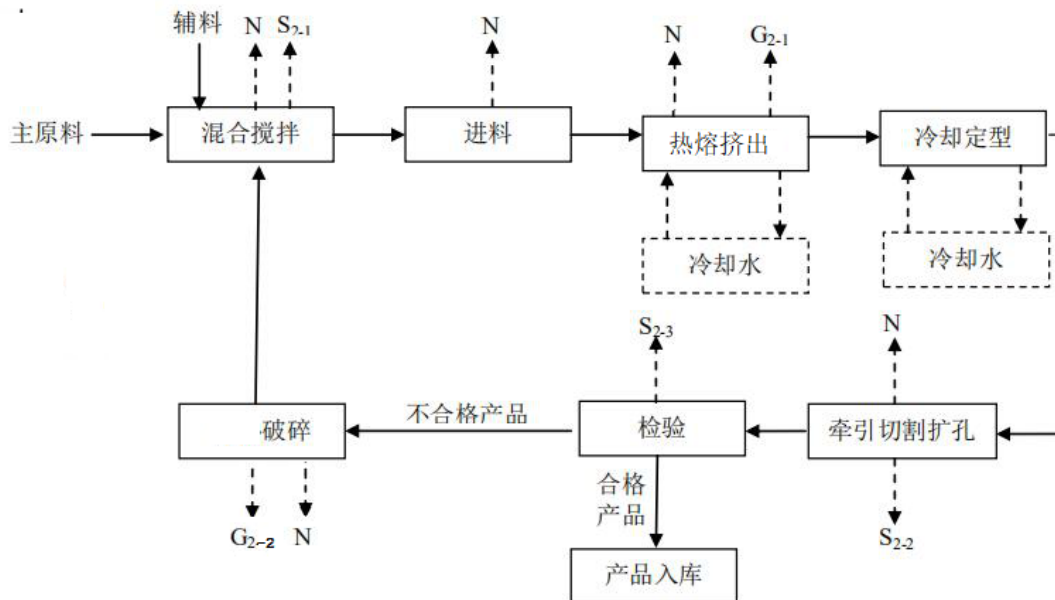 辅料
N
S2-1
N
N
G2-1
主原料
混合搅拌
进料
热熔挤出
冷却定型
冷却水
冷却水
S2-3
N
破碎
不合格产品
检验
牵引切割扩孔
G2-2
N
合格
产品
S2-2
产品入库